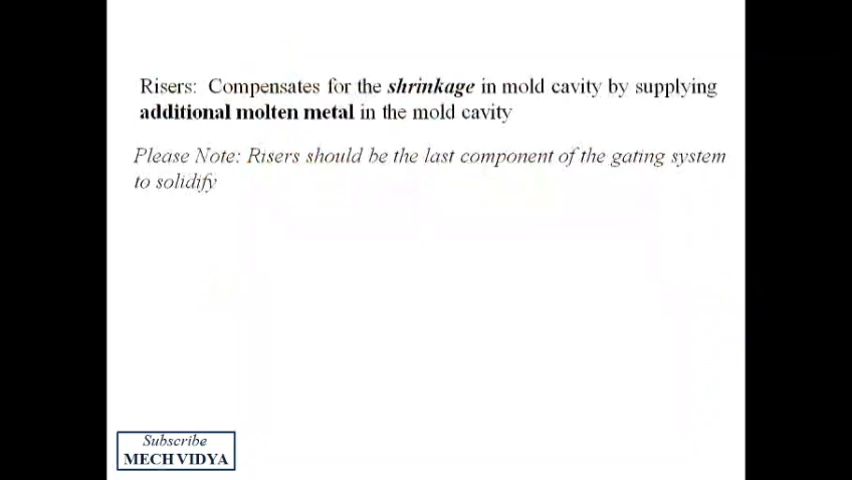 Risers: Compensates for the shrinkage in mold cavity by supplying
additional molten metal in the mold cavity
Please Note: Risers should be the last component of the gating system
to solidify
Subscribe
MECH VIDYA